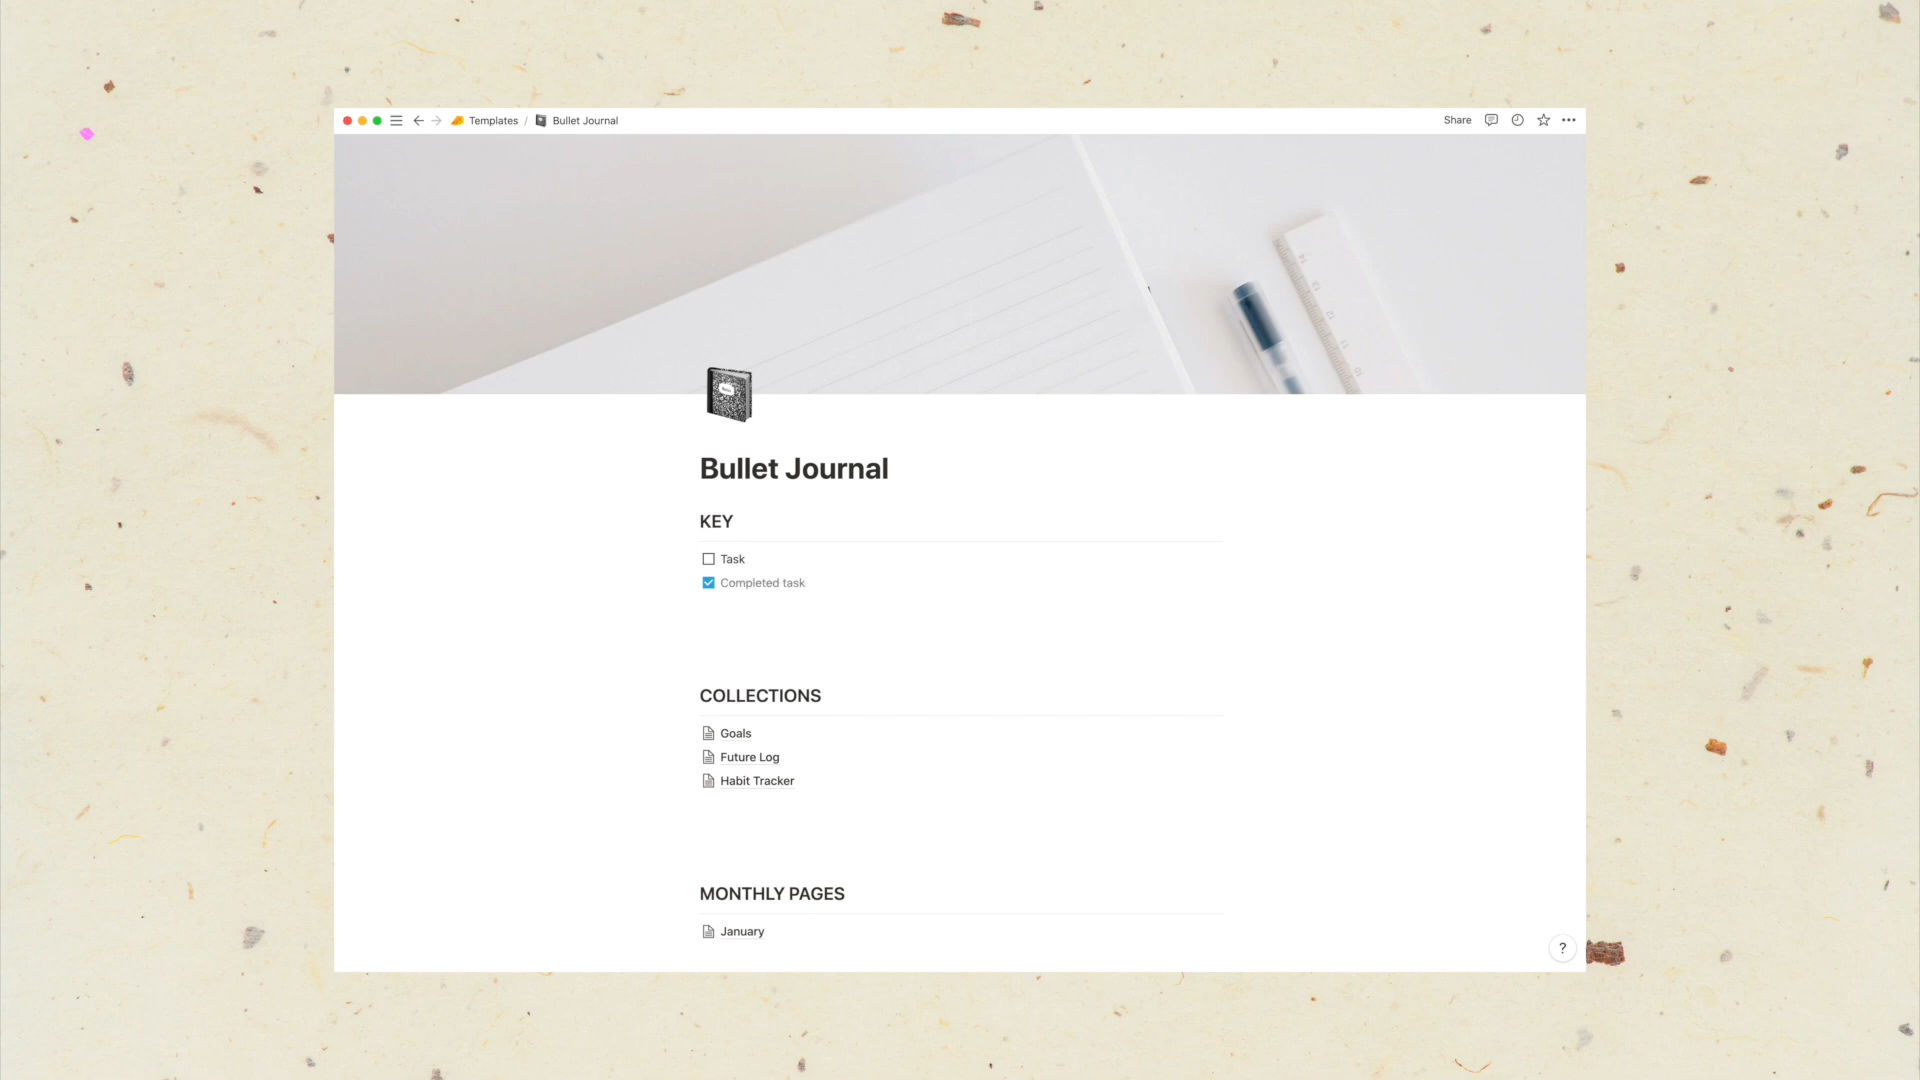 Templates / Bullet Journal
Share
Bullet Journal
KEY
Task
Completed task
COLLECTIONS
Goals
Future Log
Habit Tracker
MONTHLY PAGES
January
?